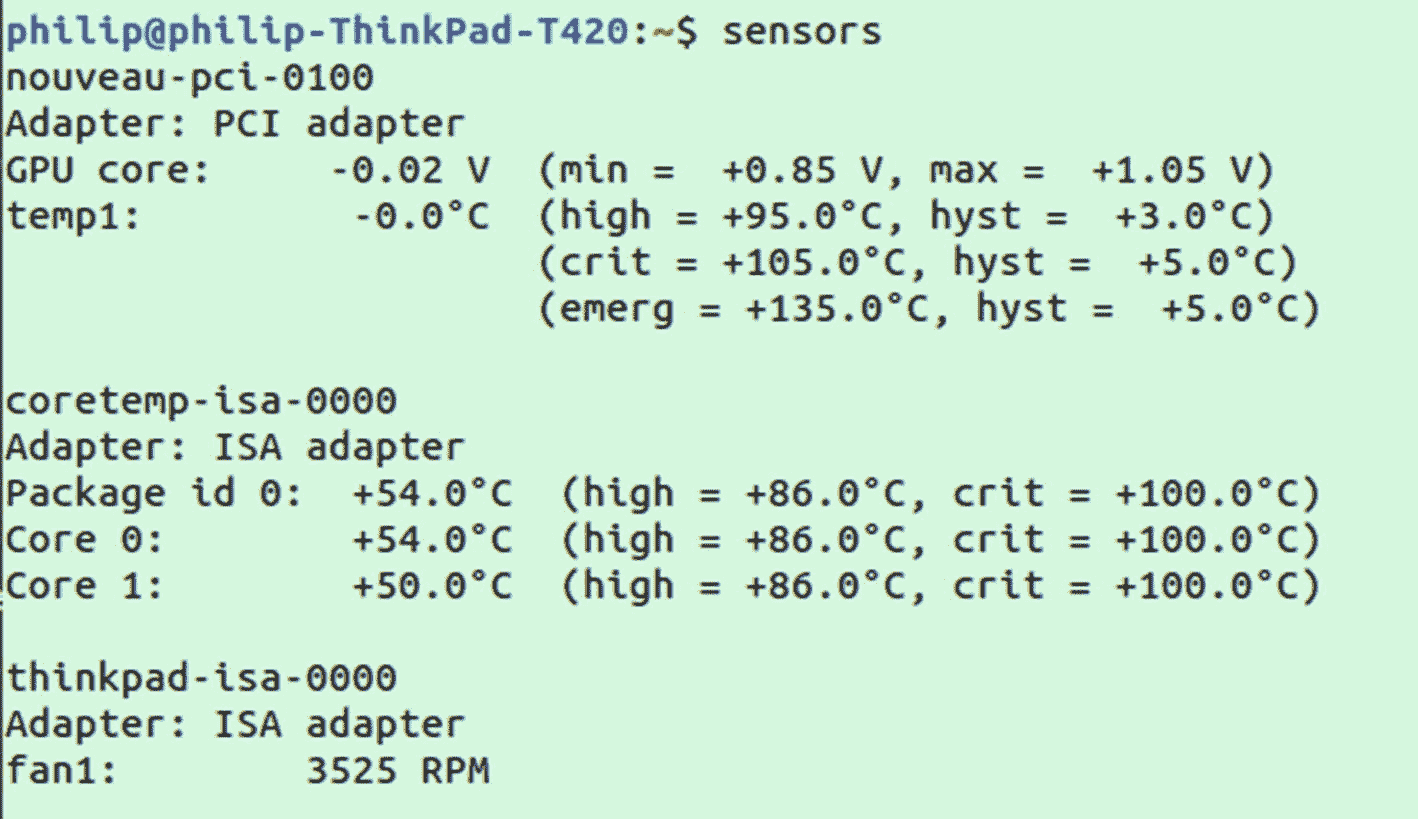 philip@philip-ThinkPad-T420:~$ sensors
nouveau-pci-0100
Adapter: PCI adapter
GPU core:     -0.02 V  (min =  +0.85 V, max =  +1.05 V)
temp1:         -0.0°C  (high = +95.0°C, hyst =  +3.0°C)
                       (crit = +105.0°C, hyst =  +5.0°C)
                       (emerg = +135.0°C, hyst =  +5.0°C)

coretemp-isa-0000
Adapter: ISA adapter
Package id 0:  +54.0°C  (high = +86.0°C, crit = +100.0°C)
Core 0:        +54.0°C  (high = +86.0°C, crit = +100.0°C)
Core 1:        +50.0°C  (high = +86.0°C, crit = +100.0°C)

thinkpad-isa-0000
Adapter: ISA adapter
fan1:        3525 RPM